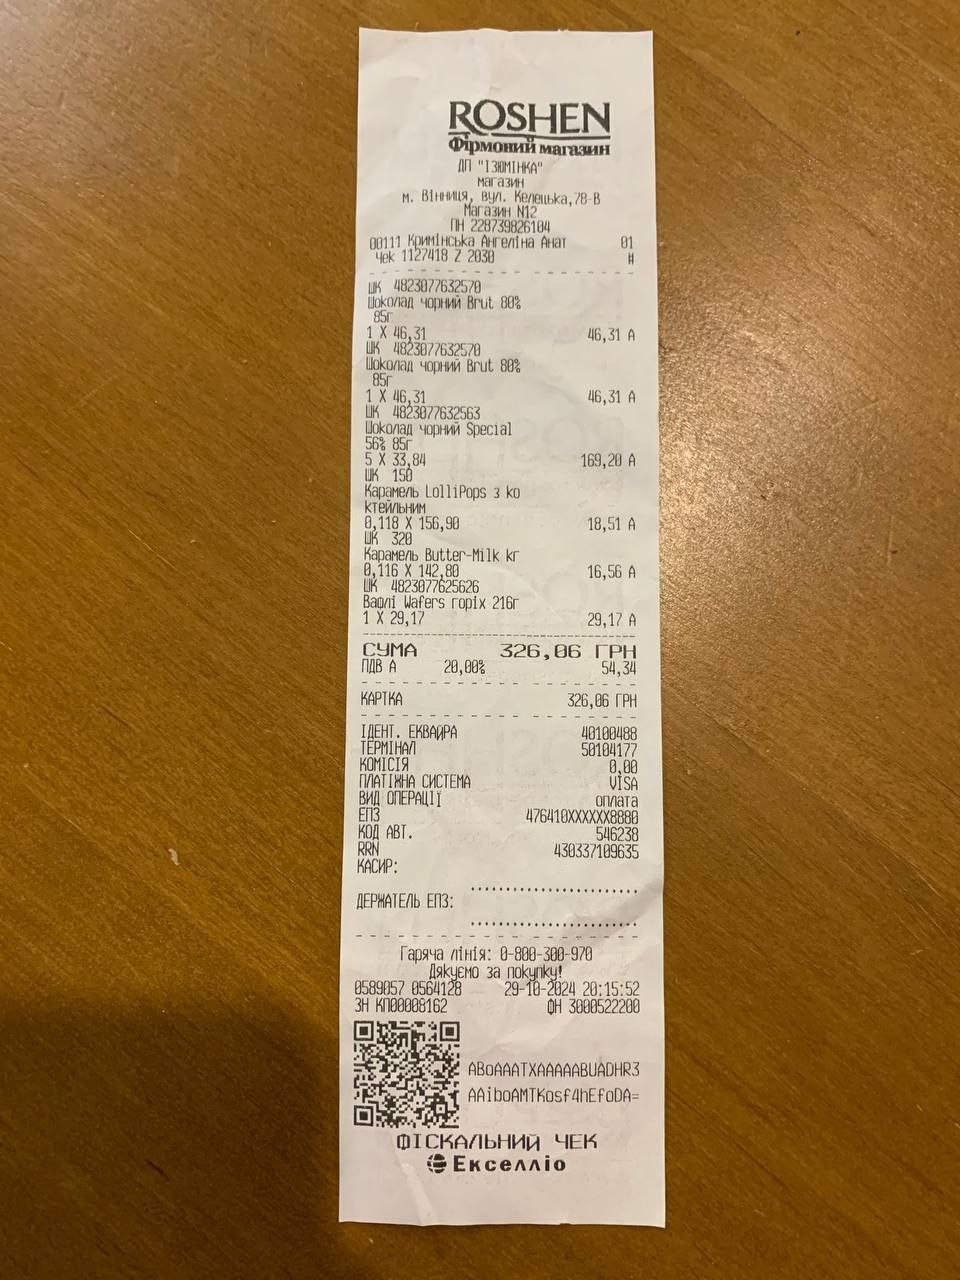 ROSHEN
Фірмовий магазин
ДП "ІЗЮМІНКА"
магазин
м. Вінниця, вул. Келецька,78-В
Магазин N12
ПН 228739826104
00111 Кримінська Ангеліна Анат 01
Чек 1127418 Z 2030 #
ШК 4823077632570
Шоколад чорний Brut 80%
85г
1 X 46,31 46,31 А
ШК 4823077632570
Шоколад чорний Brut 80%
85г
1 X 46,31 46,31 А
ШК 4823077632563
Шоколад чорний Special
56% 85г
5 X 33,84 169,20 А
ШК 150
Карамель LolliPops з ко
ктейльним
0,118 X 156,90 18,51 А
ШК 320
Карамель Butter-Milk кг
0,116 X 142,80 16,56 А
ШК 4823077625626
Вафлі Wafers горіх 216г
1 X 29,17 29,17 А
СУМА 326,06 ГРН
ПДВ А 20,00% 54,34
КАРТКА 326,06 ГРН
ІДЕНТ. ЕКВАЙРА 40100488
ТЕРМІНАЛ 50104177
КОМІСІЯ 0,00
ПЛАТІЖНА СИСТЕМА VISA
ВИД ОПЕРАЦІЇ оплата
ЕПЗ 476410XXXXXX8880
КОД АВТ. 546238
RRN 430337109635
КАСИР:
ДЕРЖАТЕЛЬ ЕПЗ:
Гаряча лінія: 0-800-300-970
Дякуємо за покупку!
0589057 0564128 29-10-2024 20:15:52
ЗН КП00008162 ФН 3000522200
ABoAAATXAAAAABUADHR3
AAiboAMTKosf4hEfoDA=
ФІСКАЛЬНИЙ ЧЕК
Екселліо